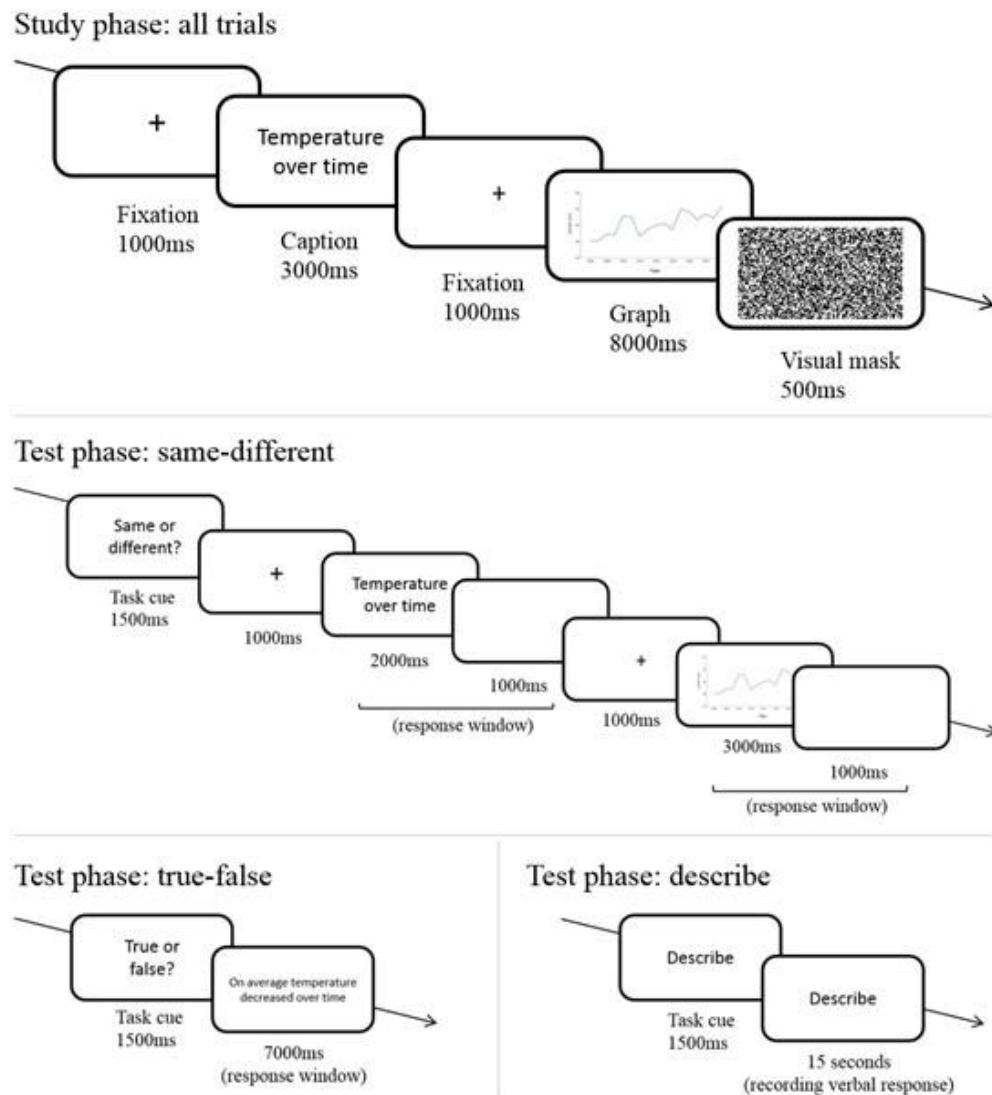 Study phase: all trials
+
Temperature
over time
+
Fixation
1000ms
Caption
3000ms
Fixation
1000ms
Graph
8000ms
Visual mask
500ms
Test phase: same-different
Same or
different?
+
Temperature
over time
+
Task cue
1500ms
1000ms
2000ms
1000ms
(response window)
1000ms
3000ms
1000ms
(response window)
Test phase: true-false
True or
false?
On average temperature
decreased over time
Task cue
1500ms
7000ms
(response window)
Test phase: describe
Describe
Describe
Task cue
1500ms
15 seconds
(recording verbal response)